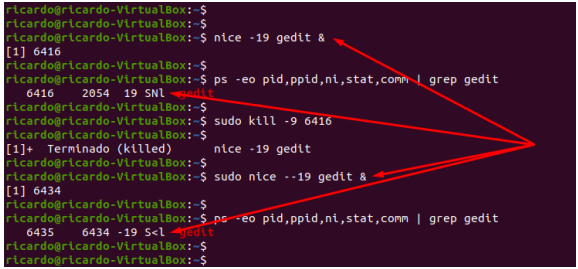 ricardo@ricardo-VirtualBox:~$
ricardo@ricardo-VirtualBox:~$
ricardo@ricardo-VirtualBox:~$ nice -19 gedit &
[1] 6416
ricardo@ricardo-VirtualBox:~$
ricardo@ricardo-VirtualBox:~$ ps -eo pid,ppid,ni,stat,comm | grep gedit
6416 2054 19 SNl gedit
ricardo@ricardo-VirtualBox:~$
ricardo@ricardo-VirtualBox:~$ sudo kill -9 6416
[1]+ Terminado (killed) nice -19 gedit
ricardo@ricardo-VirtualBox:~$
ricardo@ricardo-VirtualBox:~$ sudo nice --19 gedit &
[1] 6434
ricardo@ricardo-VirtualBox:~$
ricardo@ricardo-VirtualBox:~$ ps -eo pid,ppid,ni,stat,comm | grep gedit
6435 6434 -19 S<l gedit
ricardo@ricardo-VirtualBox:~$
ricardo@ricardo-VirtualBox:~$